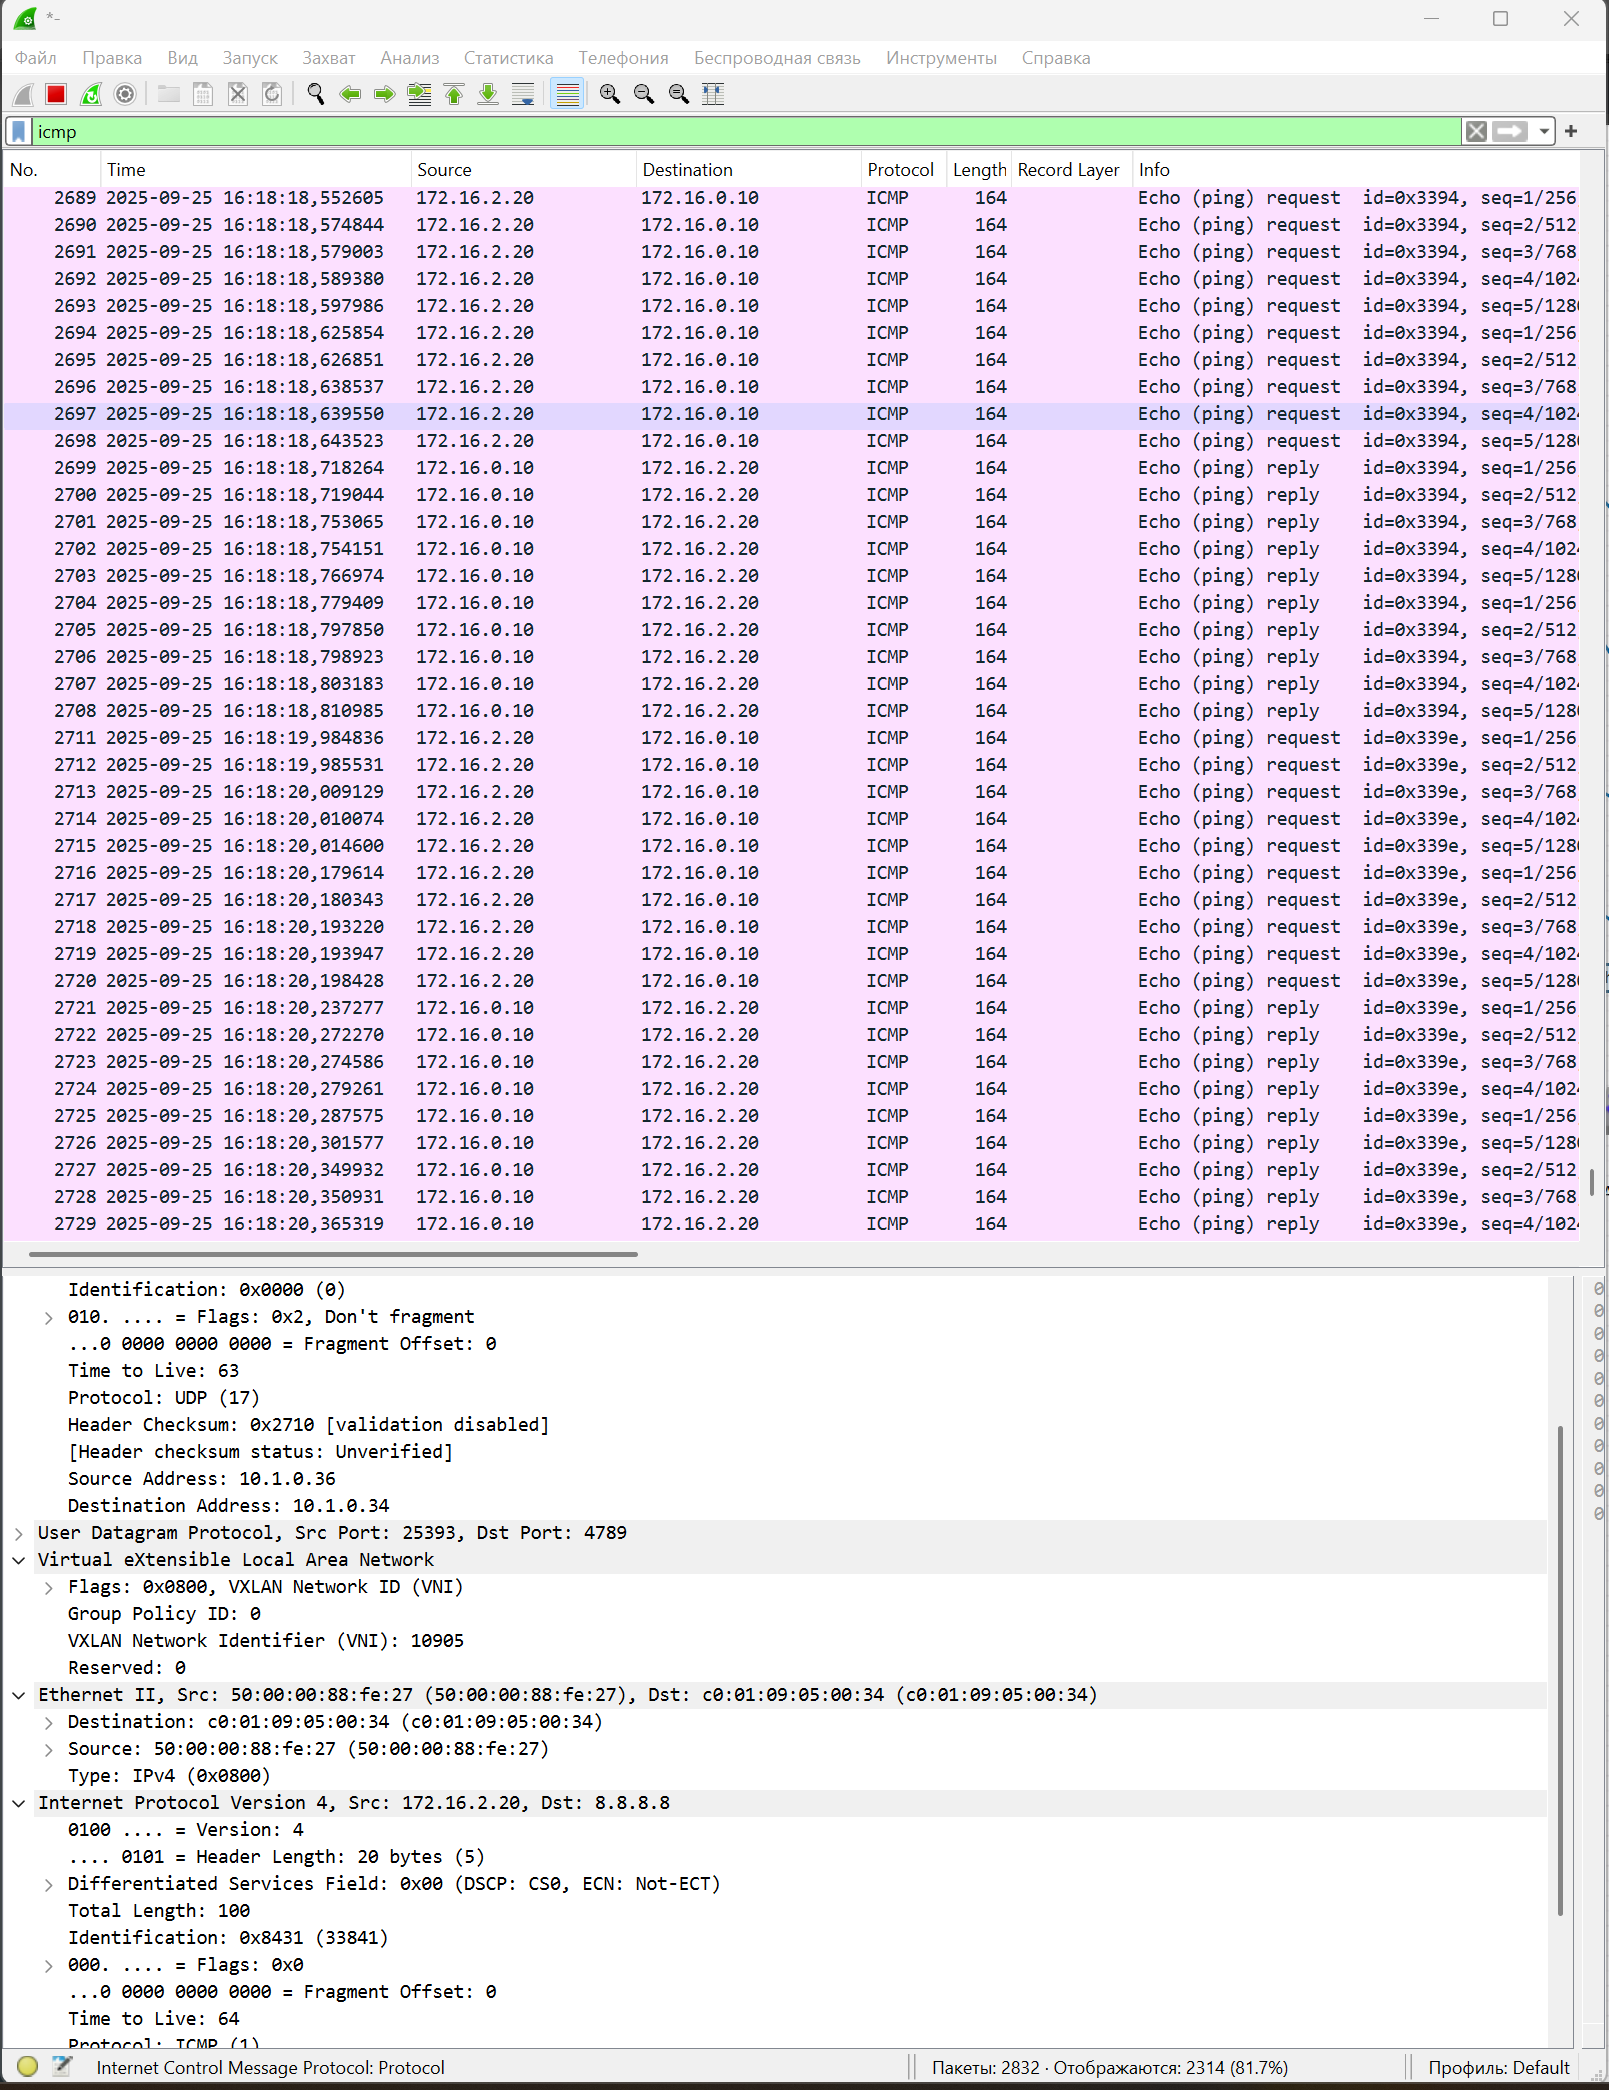 *-
Файл Правка Вид Запуск Захват Анализ Статистика Телефония Беспроводная связь Инструменты Справка
icmp
No. Time Source Destination Protocol Length Record Layer Info
2689 2025-09-25 16:18:18,552605 172.16.2.20 172.16.0.10 ICMP 164 Echo (ping) request id=0x3394, seq=1/256
2690 2025-09-25 16:18:18,574844 172.16.2.20 172.16.0.10 ICMP 164 Echo (ping) request id=0x3394, seq=2/512
2691 2025-09-25 16:18:18,579003 172.16.2.20 172.16.0.10 ICMP 164 Echo (ping) request id=0x3394, seq=3/768
2692 2025-09-25 16:18:18,589380 172.16.2.20 172.16.0.10 ICMP 164 Echo (ping) request id=0x3394, seq=4/1024
2693 2025-09-25 16:18:18,597986 172.16.2.20 172.16.0.10 ICMP 164 Echo (ping) request id=0x3394, seq=5/1280
2694 2025-09-25 16:18:18,625854 172.16.2.20 172.16.0.10 ICMP 164 Echo (ping) request id=0x3394, seq=1/256
2695 2025-09-25 16:18:18,626851 172.16.2.20 172.16.0.10 ICMP 164 Echo (ping) request id=0x3394, seq=2/512
2696 2025-09-25 16:18:18,638537 172.16.2.20 172.16.0.10 ICMP 164 Echo (ping) request id=0x3394, seq=3/768
2697 2025-09-25 16:18:18,639550 172.16.2.20 172.16.0.10 ICMP 164 Echo (ping) request id=0x3394, seq=4/1024
2698 2025-09-25 16:18:18,643523 172.16.2.20 172.16.0.10 ICMP 164 Echo (ping) request id=0x3394, seq=5/1280
2699 2025-09-25 16:18:18,718264 172.16.0.10 172.16.2.20 ICMP 164 Echo (ping) reply id=0x3394, seq=1/256
2700 2025-09-25 16:18:18,719044 172.16.0.10 172.16.2.20 ICMP 164 Echo (ping) reply id=0x3394, seq=2/512
2701 2025-09-25 16:18:18,753065 172.16.0.10 172.16.2.20 ICMP 164 Echo (ping) reply id=0x3394, seq=3/768
2702 2025-09-25 16:18:18,754151 172.16.0.10 172.16.2.20 ICMP 164 Echo (ping) reply id=0x3394, seq=4/1024
2703 2025-09-25 16:18:18,766974 172.16.0.10 172.16.2.20 ICMP 164 Echo (ping) reply id=0x3394, seq=5/1280
2704 2025-09-25 16:18:18,779409 172.16.0.10 172.16.2.20 ICMP 164 Echo (ping) reply id=0x3394, seq=1/256
2705 2025-09-25 16:18:18,797850 172.16.0.10 172.16.2.20 ICMP 164 Echo (ping) reply id=0x3394, seq=2/512
2706 2025-09-25 16:18:18,798923 172.16.0.10 172.16.2.20 ICMP 164 Echo (ping) reply id=0x3394, seq=3/768
2707 2025-09-25 16:18:18,803183 172.16.0.10 172.16.2.20 ICMP 164 Echo (ping) reply id=0x3394, seq=4/1024
2708 2025-09-25 16:18:18,810985 172.16.0.10 172.16.2.20 ICMP 164 Echo (ping) reply id=0x3394, seq=5/1280
2711 2025-09-25 16:18:19,984836 172.16.2.20 172.16.0.10 ICMP 164 Echo (ping) request id=0x339e, seq=1/256
2712 2025-09-25 16:18:19,985531 172.16.2.20 172.16.0.10 ICMP 164 Echo (ping) request id=0x339e, seq=2/512
2713 2025-09-25 16:18:20,009129 172.16.2.20 172.16.0.10 ICMP 164 Echo (ping) request id=0x339e, seq=3/768
2714 2025-09-25 16:18:20,010074 172.16.2.20 172.16.0.10 ICMP 164 Echo (ping) request id=0x339e, seq=4/1024
2715 2025-09-25 16:18:20,014600 172.16.2.20 172.16.0.10 ICMP 164 Echo (ping) request id=0x339e, seq=5/1280
2716 2025-09-25 16:18:20,179614 172.16.2.20 172.16.0.10 ICMP 164 Echo (ping) request id=0x339e, seq=1/256
2717 2025-09-25 16:18:20,180343 172.16.2.20 172.16.0.10 ICMP 164 Echo (ping) request id=0x339e, seq=2/512
2718 2025-09-25 16:18:20,193220 172.16.2.20 172.16.0.10 ICMP 164 Echo (ping) request id=0x339e, seq=3/768
2719 2025-09-25 16:18:20,193947 172.16.2.20 172.16.0.10 ICMP 164 Echo (ping) request id=0x339e, seq=4/1024
2720 2025-09-25 16:18:20,198428 172.16.2.20 172.16.0.10 ICMP 164 Echo (ping) request id=0x339e, seq=5/1280
2721 2025-09-25 16:18:20,237277 172.16.0.10 172.16.2.20 ICMP 164 Echo (ping) reply id=0x339e, seq=1/256
2722 2025-09-25 16:18:20,272270 172.16.0.10 172.16.2.20 ICMP 164 Echo (ping) reply id=0x339e, seq=2/512
2723 2025-09-25 16:18:20,274586 172.16.0.10 172.16.2.20 ICMP 164 Echo (ping) reply id=0x339e, seq=3/768
2724 2025-09-25 16:18:20,279261 172.16.0.10 172.16.2.20 ICMP 164 Echo (ping) reply id=0x339e, seq=4/1024
2725 2025-09-25 16:18:20,287575 172.16.0.10 172.16.2.20 ICMP 164 Echo (ping) reply id=0x339e, seq=1/256
2726 2025-09-25 16:18:20,301577 172.16.0.10 172.16.2.20 ICMP 164 Echo (ping) reply id=0x339e, seq=5/1280
2727 2025-09-25 16:18:20,349932 172.16.0.10 172.16.2.20 ICMP 164 Echo (ping) reply id=0x339e, seq=2/512
2728 2025-09-25 16:18:20,350931 172.16.0.10 172.16.2.20 ICMP 164 Echo (ping) reply id=0x339e, seq=3/768
2729 2025-09-25 16:18:20,365319 172.16.0.10 172.16.2.20 ICMP 164 Echo (ping) reply id=0x339e, seq=4/1024
Identification: 0x0000 (0)
010. .... = Flags: 0x2, Don't fragment
...0 0000 0000 0000 = Fragment Offset: 0
Time to Live: 63
Protocol: UDP (17)
Header Checksum: 0x2710 [validation disabled]
[Header checksum status: Unverified]
Source Address: 10.1.0.36
Destination Address: 10.1.0.34
User Datagram Protocol, Src Port: 25393, Dst Port: 4789
Virtual eXtensible Local Area Network
Flags: 0x0800, VXLAN Network ID (VNI)
Group Policy ID: 0
VXLAN Network Identifier (VNI): 10905
Reserved: 0
Ethernet II, Src: 50:00:00:88:fe:27 (50:00:00:88:fe:27), Dst: c0:01:09:05:00:34 (c0:01:09:05:00:34)
Destination: c0:01:09:05:00:34 (c0:01:09:05:00:34)
Source: 50:00:00:88:fe:27 (50:00:00:88:fe:27)
Type: IPv4 (0x0800)
Internet Protocol Version 4, Src: 172.16.2.20, Dst: 8.8.8.8
0100 .... = Version: 4
.... 0101 = Header Length: 20 bytes (5)
Differentiated Services Field: 0x00 (DSCP: CS0, ECN: Not-ECT)
Total Length: 100
Identification: 0x8431 (33841)
000. .... = Flags: 0x0
...0 0000 0000 0000 = Fragment Offset: 0
Time to Live: 64
Protocol: ICMP (1)
Internet Control Message Protocol: Protocol Пакеты: 2832 · Отображаются: 2314 (81.7%) Профиль: Default